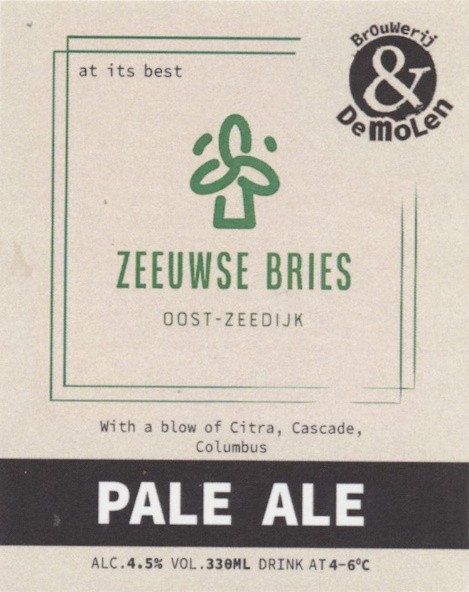 at its best
BrOuWerij
&
DeMoLen
ZEEUWSE BRIES
OOST-ZEEDIJK
With a blow of Citra, Cascade,
Columbus
PALE ALE
ALC.4.5% VOL.330ML DRINK AT 4-6°C